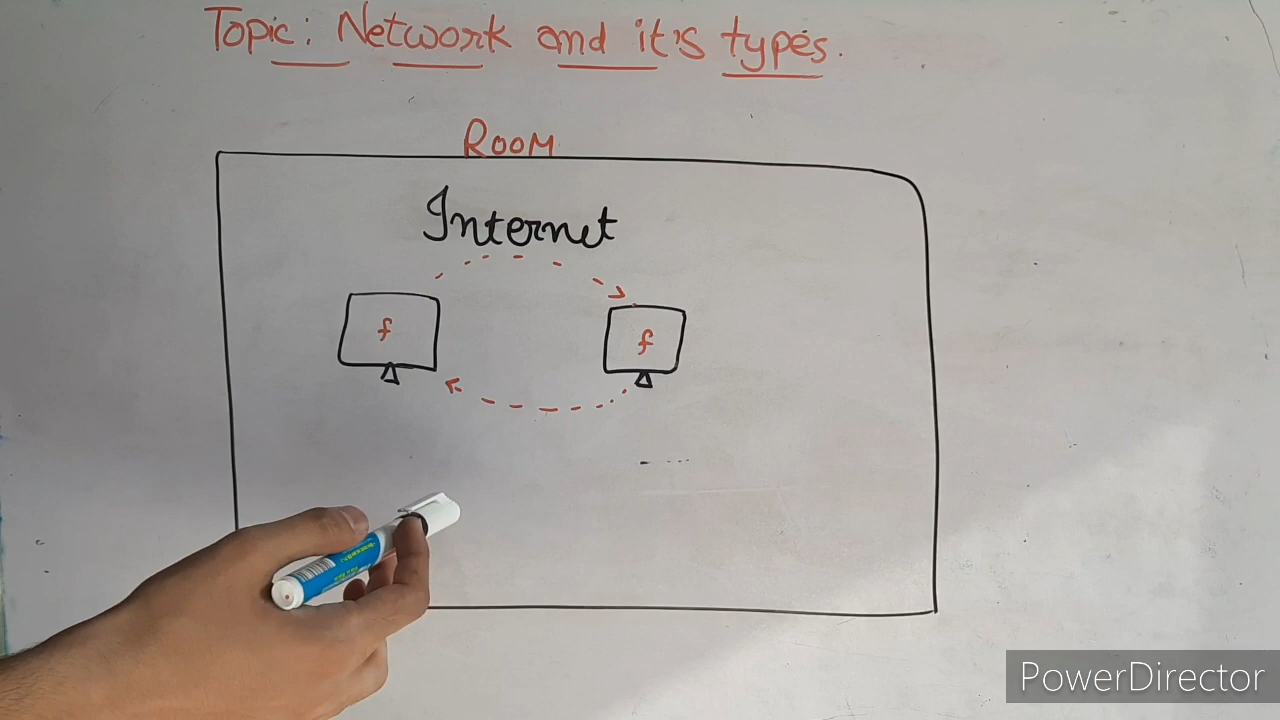 Topic: Network and it's types.
ROOM
Internet
f
f
PowerDirector